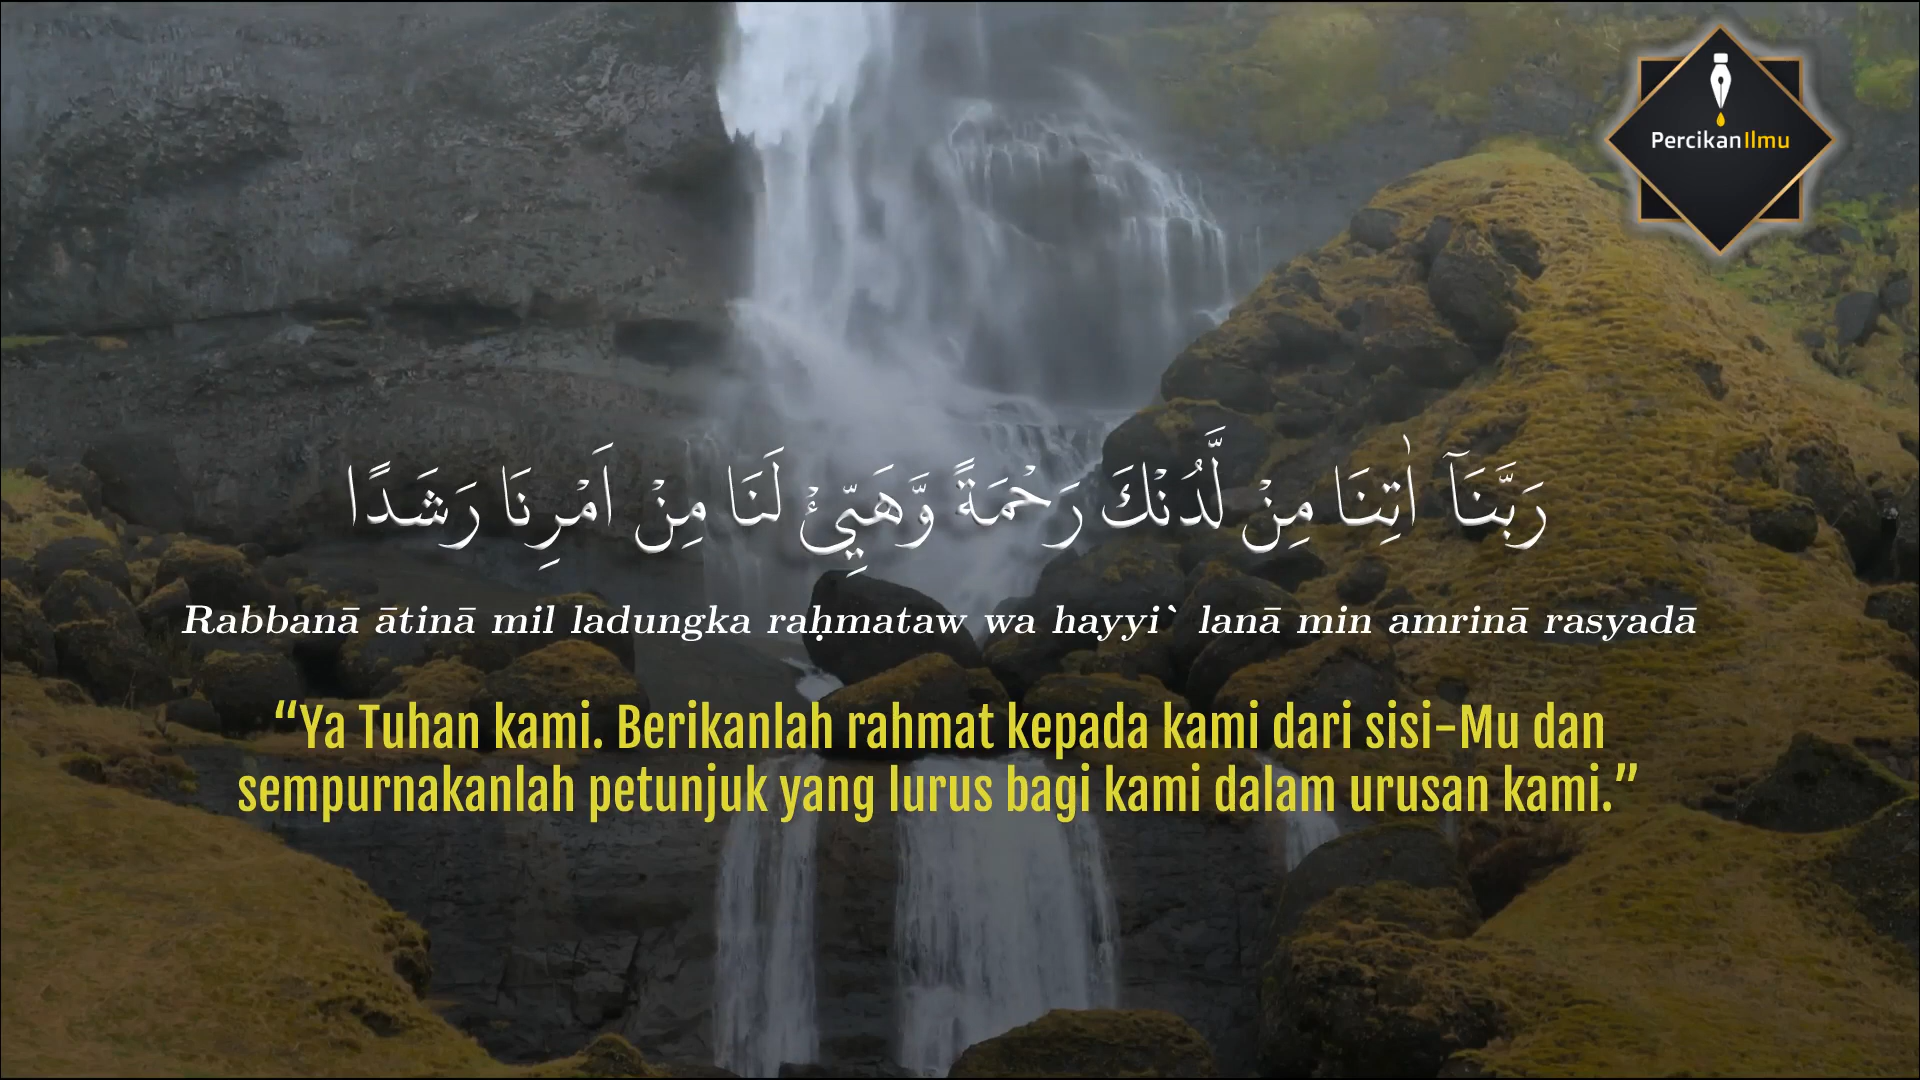 PercikanIlmu
رَبَّنَآ اٰتِنَا مِنْ لَّدُنْكَ رَحْمَةً وَّهَيِّئْ لَنَا مِنْ اَمْرِنَا رَشَدًا
Rabbanā ātinā mil ladungka raḥmataw wa hayyi` lanā min amrinā rasyadā
“Ya Tuhan kami. Berikanlah rahmat kepada kami dari sisi-Mu dan
sempurnakanlah petunjuk yang lurus bagi kami dalam urusan kami.”